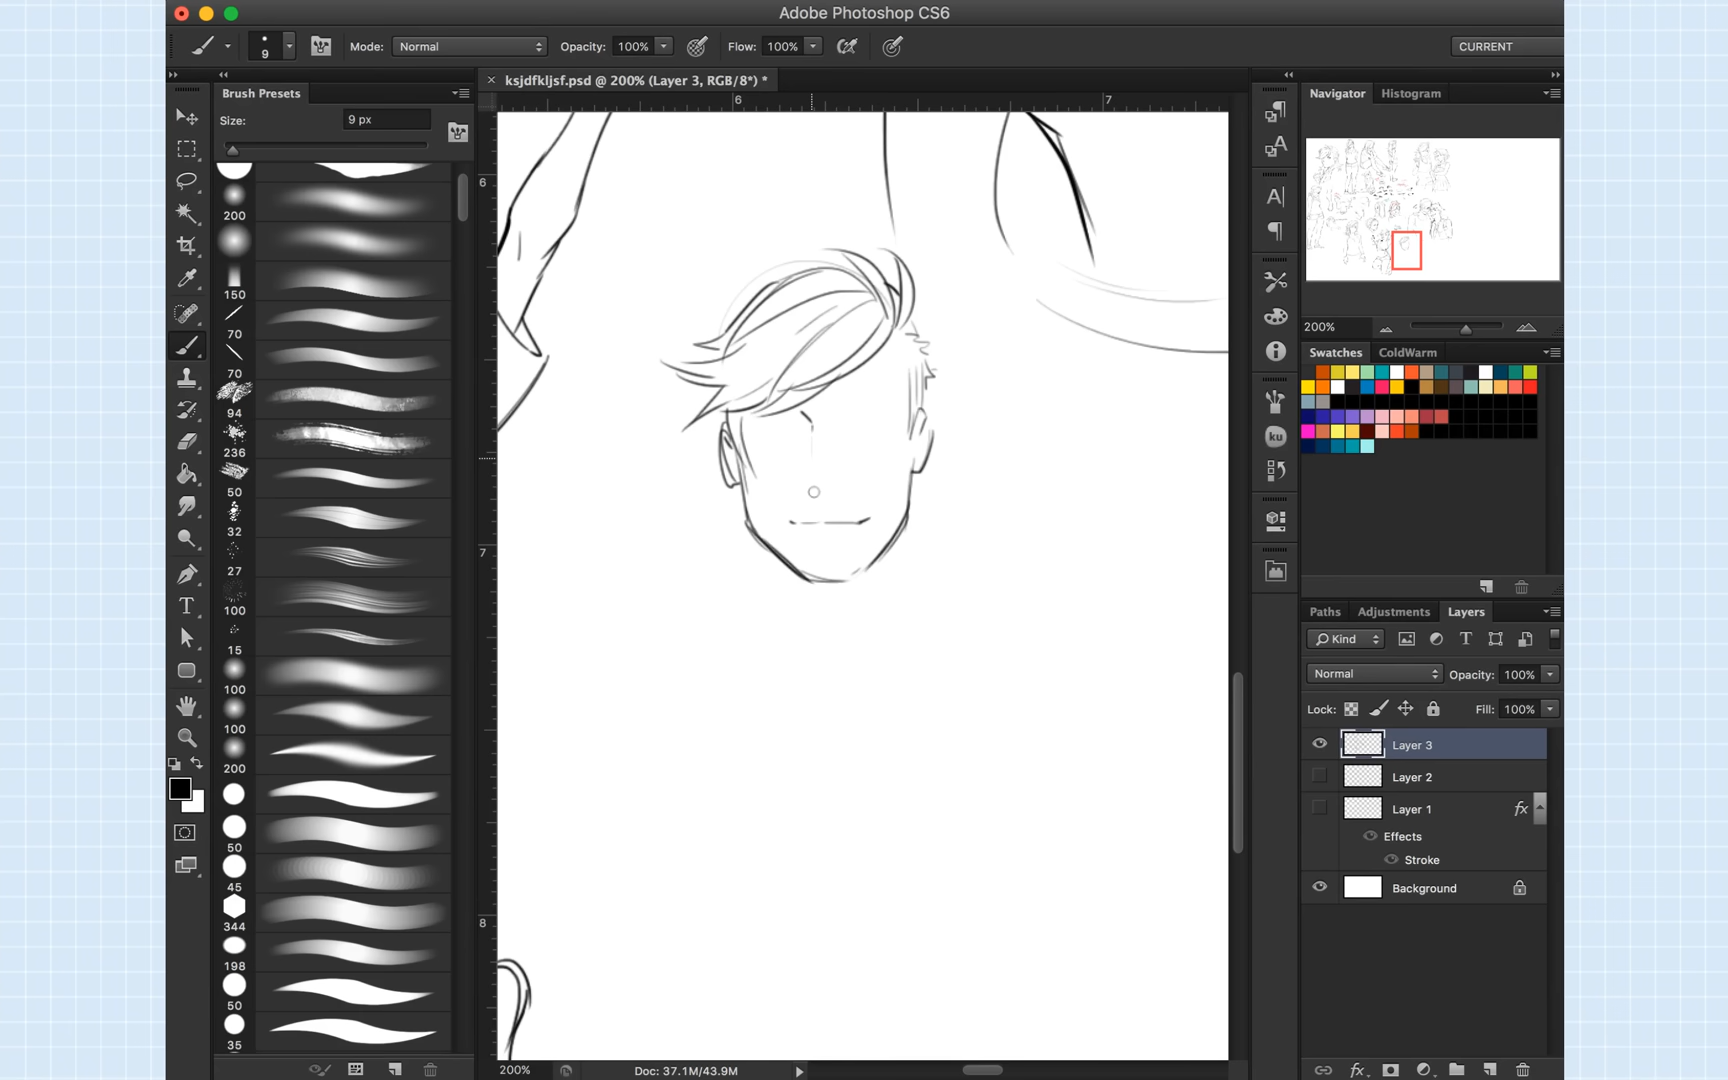 Adobe Photoshop CS6
9
Mode: Normal
Opacity: 100%
Flow: 100%
CURRENT
Brush Presets
× ksjdfkljsf.psd @ 200% (Layer 3, RGB/8*) *
Navigator
Histogram
Size: 9 px
6
7
6
7
8
200
150
70
70
94
236
50
32
27
100
15
100
100
200
50
45
344
198
50
35
T
A
A|
ku
200%
Swatches
ColdWarm
Paths
Adjustments
Layers
Kind
T
Normal
Opacity: 100%
Lock:
Fill: 100%
Layer 3
Layer 2
Layer 1
fx
Effects
Stroke
Background
200%
Doc: 37.1M/43.9M
fx